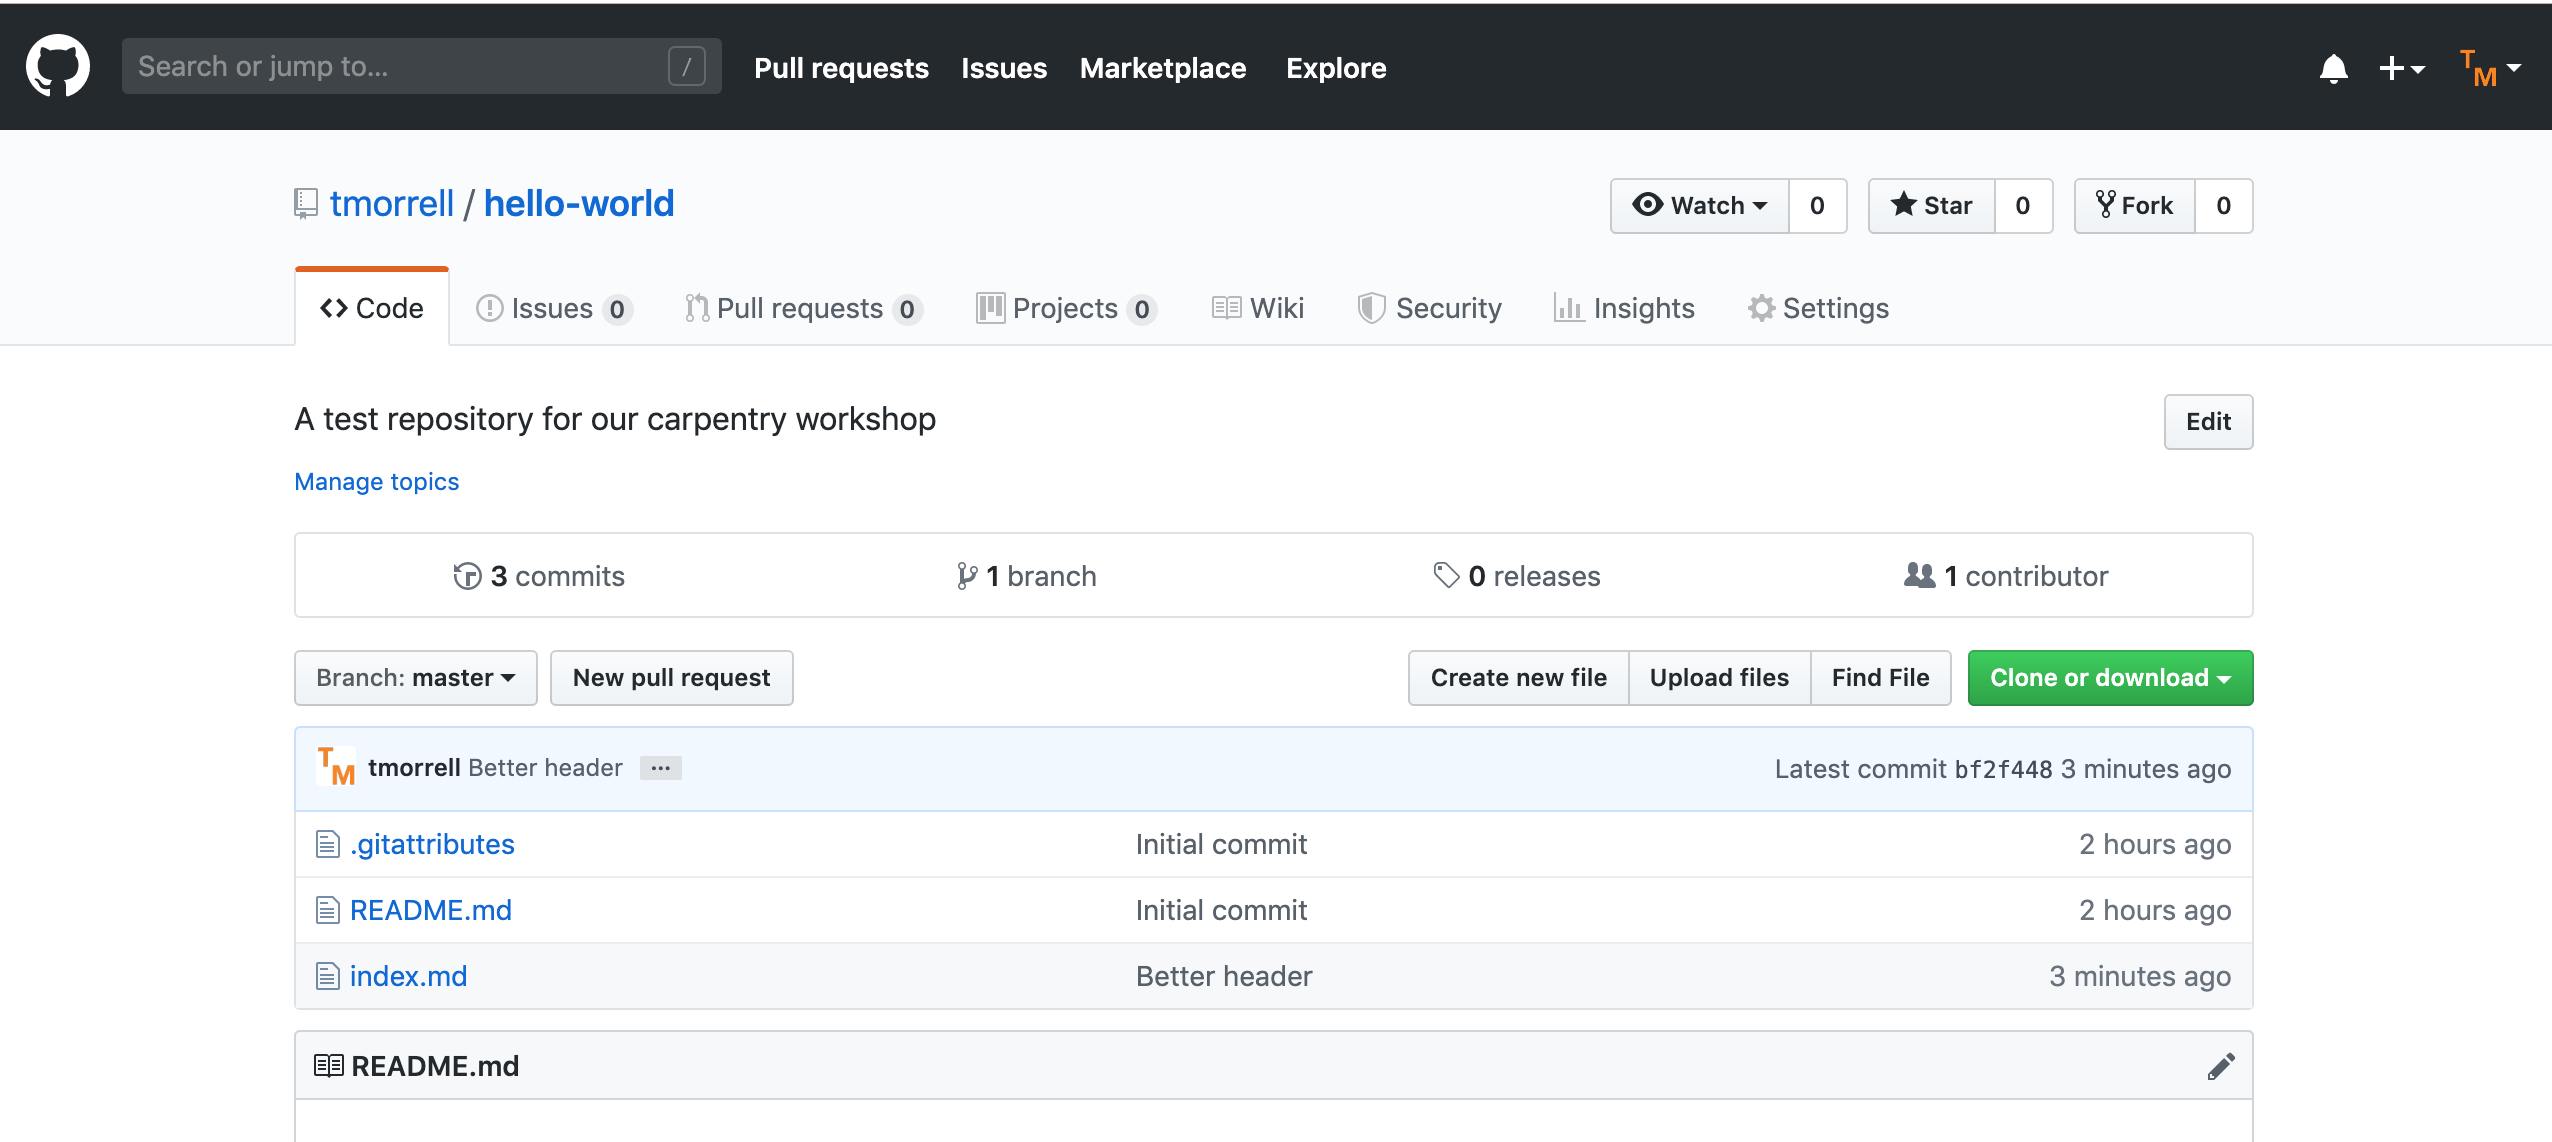 Search or jump to... / Pull requests Issues Marketplace Explore TM
tmorrell / hello-world Watch 0 Star 0 Fork 0
Code Issues 0 Pull requests 0 Projects 0 Wiki Security Insights Settings
A test repository for our carpentry workshop Edit
Manage topics
3 commits 1 branch 0 releases 1 contributor
Branch: master New pull request Create new file Upload files Find File Clone or download
TM tmorrell Better header ... Latest commit bf2f448 3 minutes ago
.gitattributes Initial commit 2 hours ago
README.md Initial commit 2 hours ago
index.md Better header 3 minutes ago
README.md